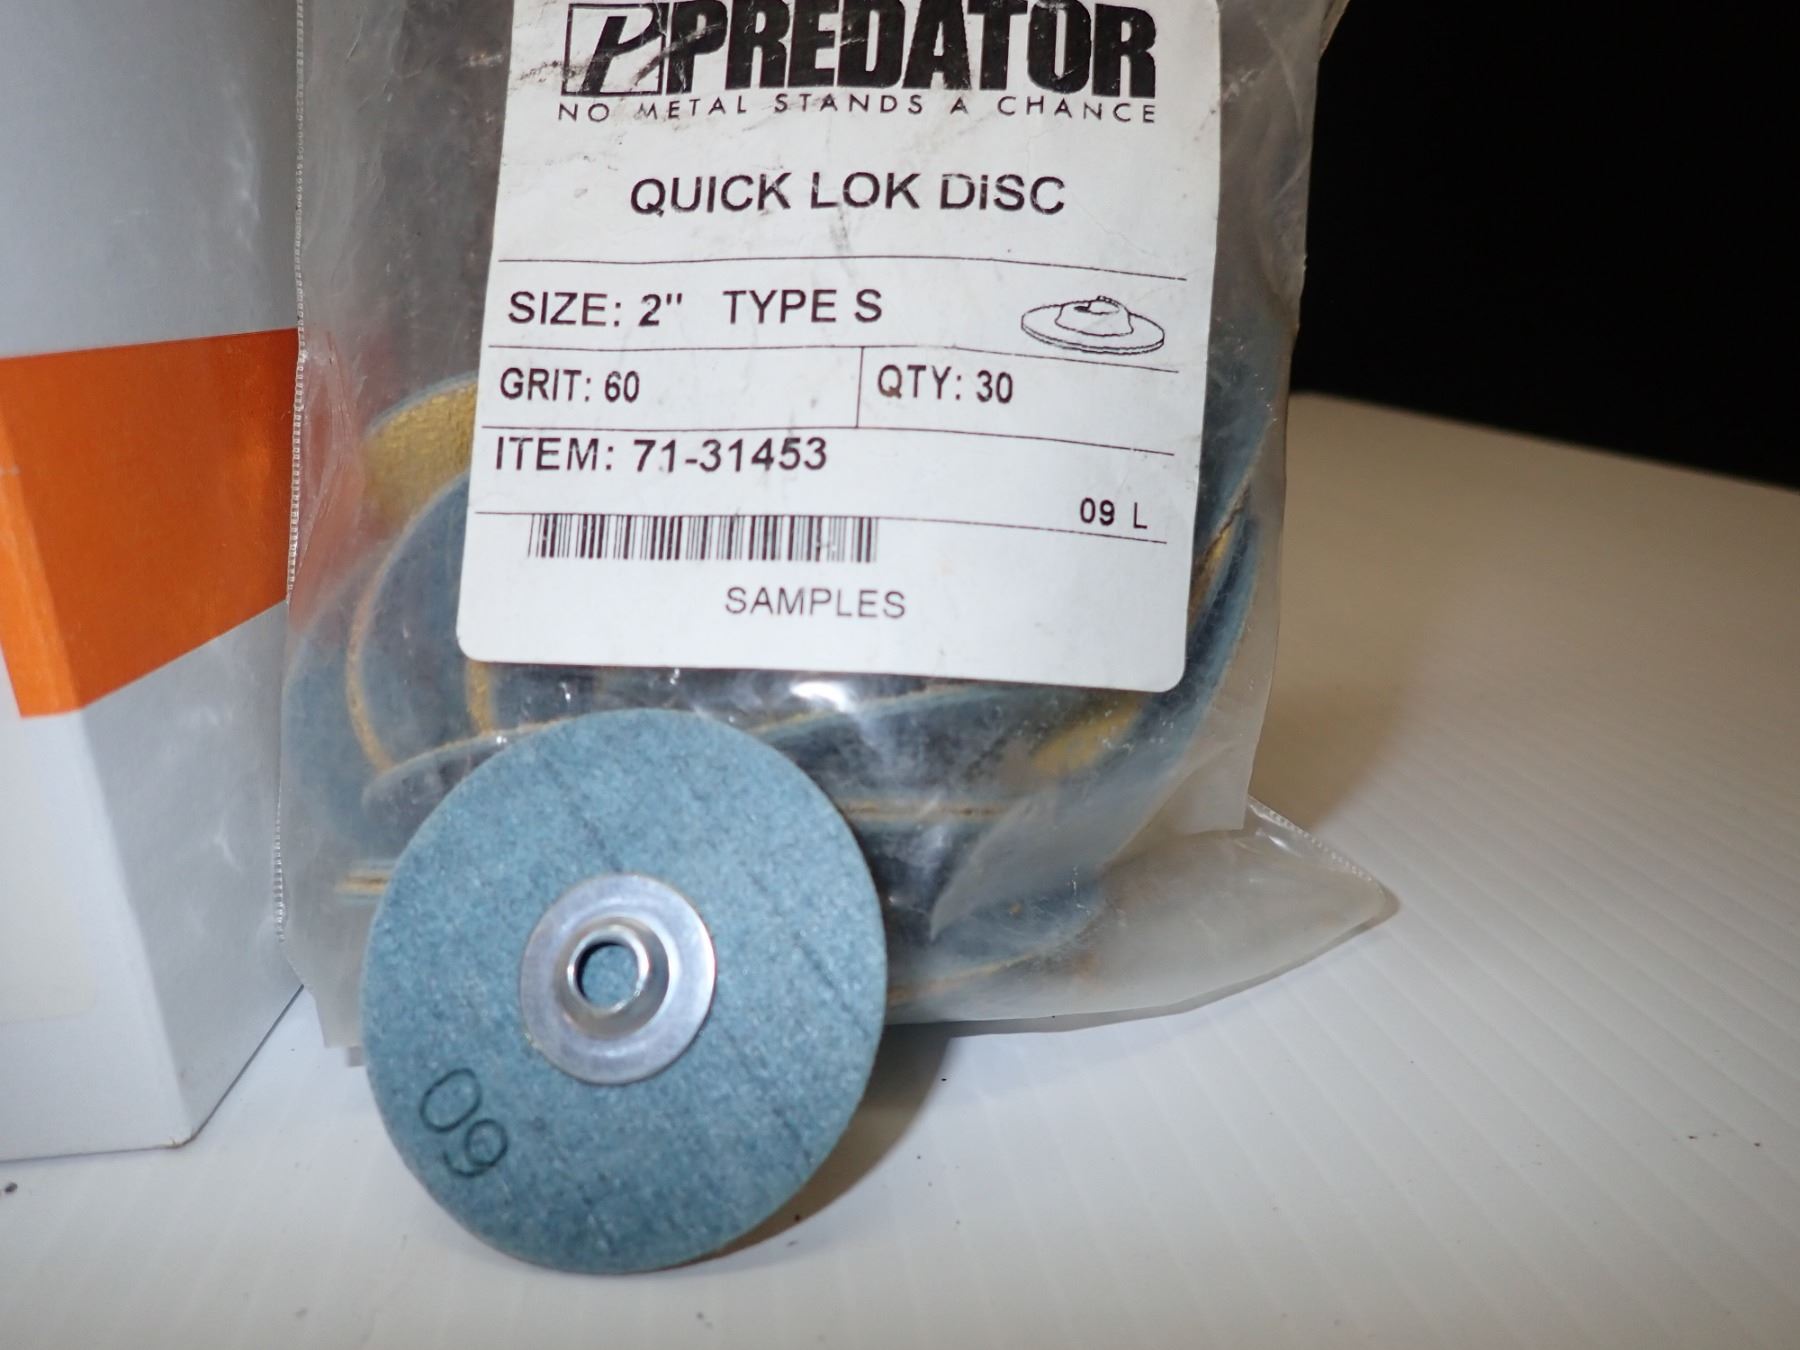 PREDATOR
NO METAL STANDS A CHANCE
QUICK LOK DISC
SIZE: 2" TYPE S
GRIT: 60 QTY: 30
ITEM: 71-31453
09 L
SAMPLES
60